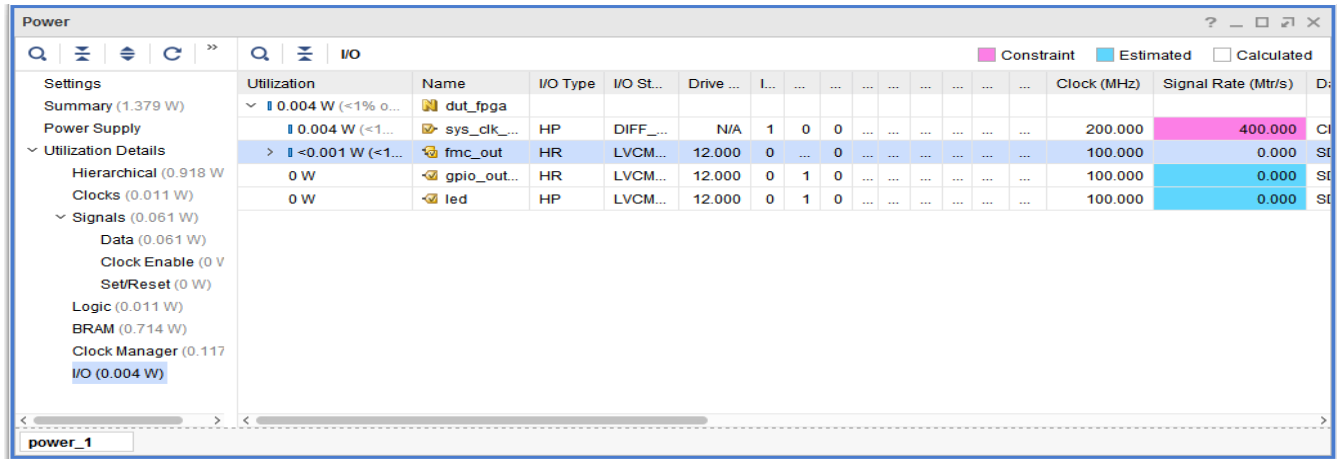 Power
I/O
Constraint Estimated Calculated
Settings
Summary (1.379 W)
Power Supply
Utilization Details
Hierarchical (0.918 W
Clocks (0.011 W)
Signals (0.061 W)
Data (0.061 W)
Clock Enable (0 V
Set/Reset (0 W)
Logic (0.011 W)
BRAM (0.714 W)
Clock Manager (0.117
I/O (0.004 W)
Utilization Name I/O Type I/O St... Drive ... I... ... ... ... ... ... ... ... Clock (MHz) Signal Rate (Mtr/s) Da
0.004 W (<1% o... dut_fpga
0.004 W (<1... sys_clk_... HP DIFF_... N/A 1 0 0 ... ... ... ... ... 200.000 400.000 Cl
<0.001 W (<1... fmc_out HR LVCM... 12.000 0 ... 0 ... ... ... ... ... 100.000 0.000 SD
0 W gpio_out... HR LVCM... 12.000 0 1 0 ... ... ... ... ... 100.000 0.000 SD
0 W led HP LVCM... 12.000 0 1 0 ... ... ... ... ... 100.000 0.000 SD
power_1